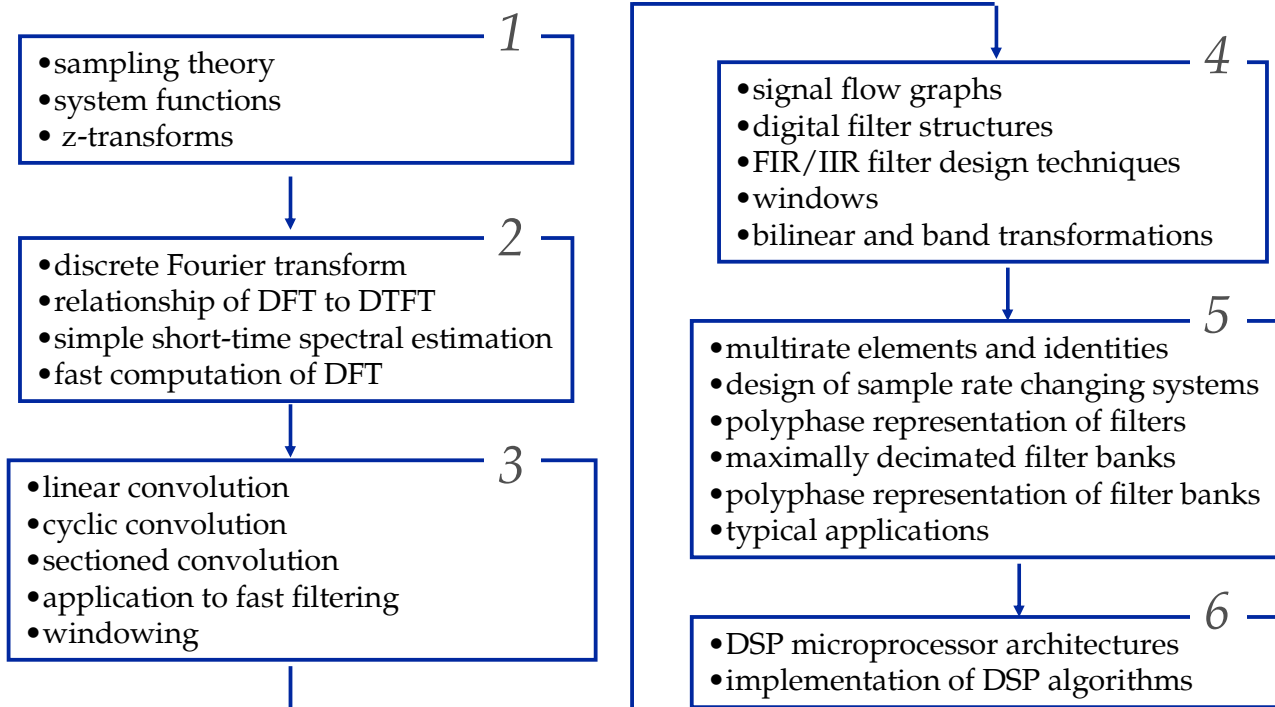 1
•sampling theory
•system functions
• z-transforms
2
•discrete Fourier transform
•relationship of DFT to DTFT
•simple short-time spectral estimation
•fast computation of DFT
3
•linear convolution
•cyclic convolution
•sectioned convolution
•application to fast filtering
•windowing
4
•signal flow graphs
•digital filter structures
•FIR/IIR filter design techniques
•windows
•bilinear and band transformations
5
•multirate elements and identities
•design of sample rate changing systems
•polyphase representation of filters
•maximally decimated filter banks
•polyphase representation of filter banks
•typical applications
6
•DSP microprocessor architectures
•implementation of DSP algorithms